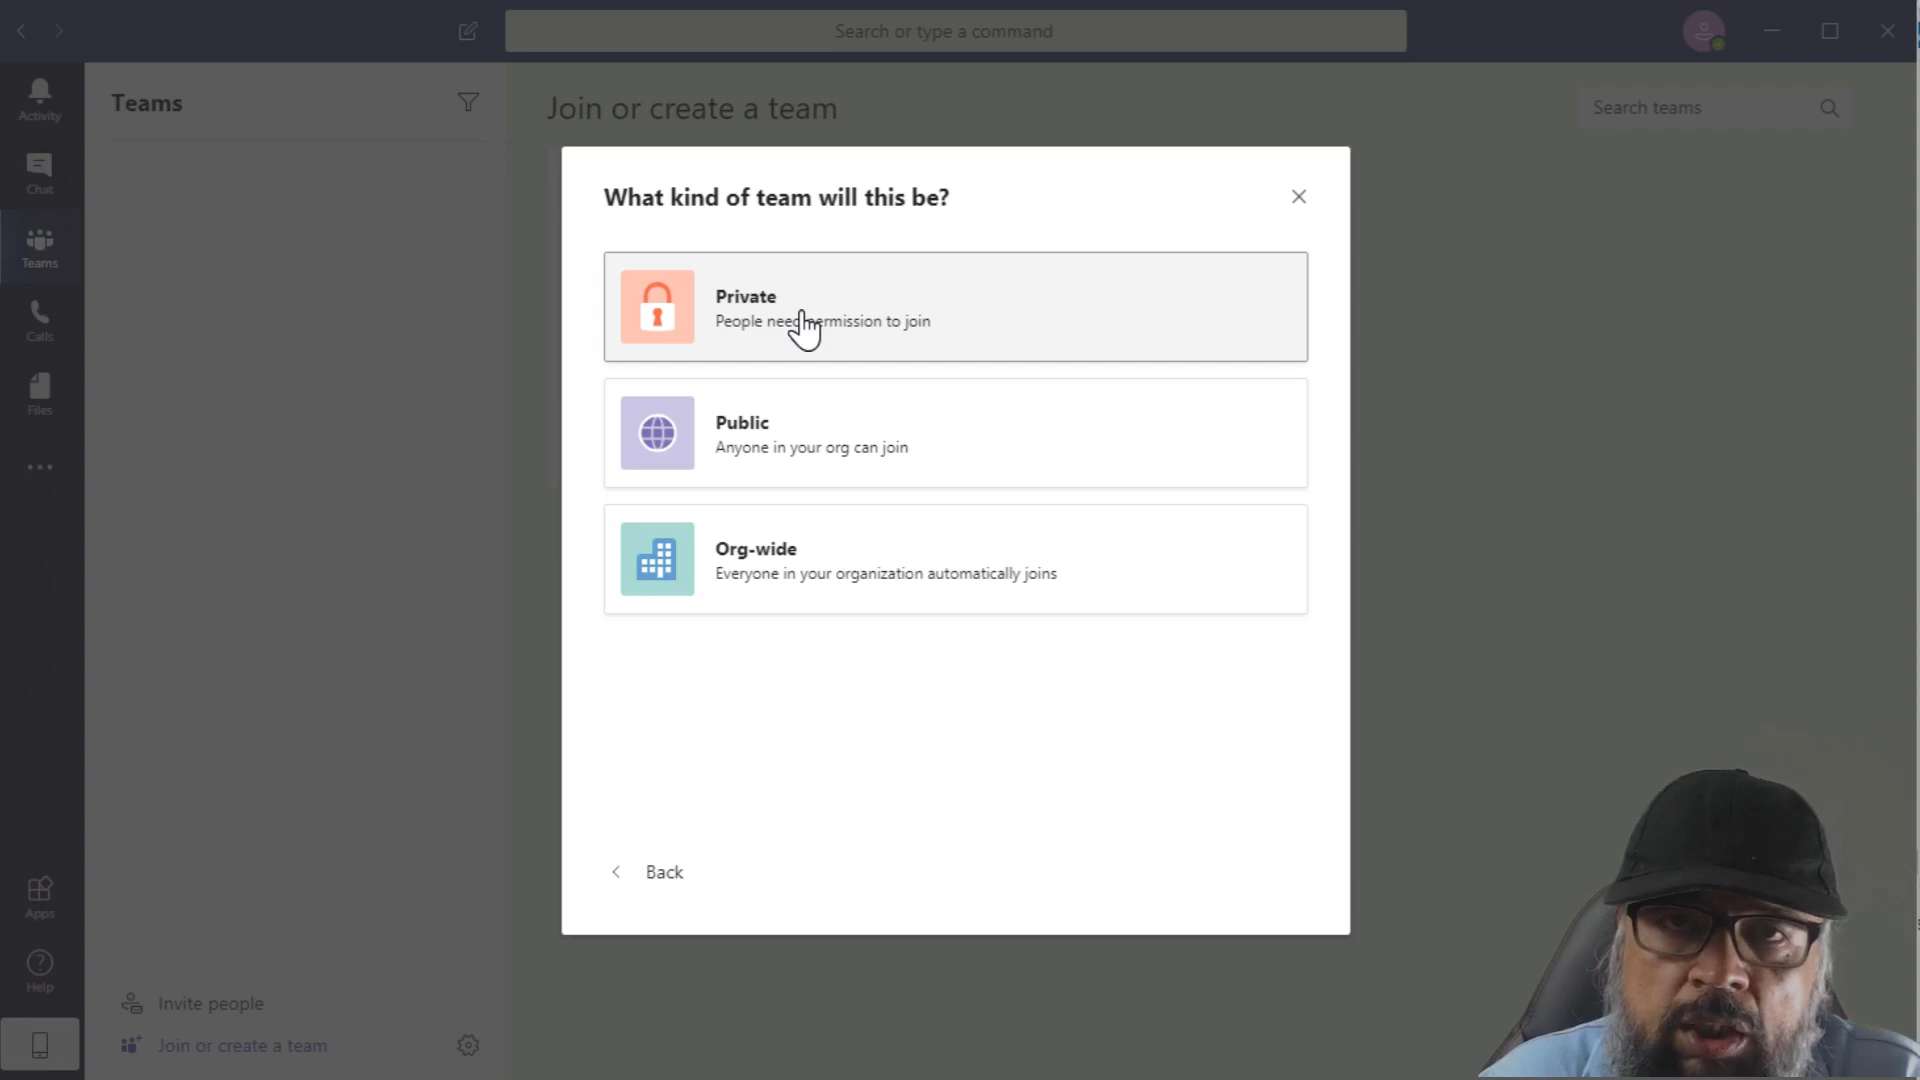 Search or type a command
Activity
Chat
Teams
Calls
Files
Apps
Help
Teams
Invite people
Join or create a team
Join or create a team
Search teams
What kind of team will this be?
Private
People need permission to join
Public
Anyone in your org can join
Org-wide
Everyone in your organization automatically joins
Back